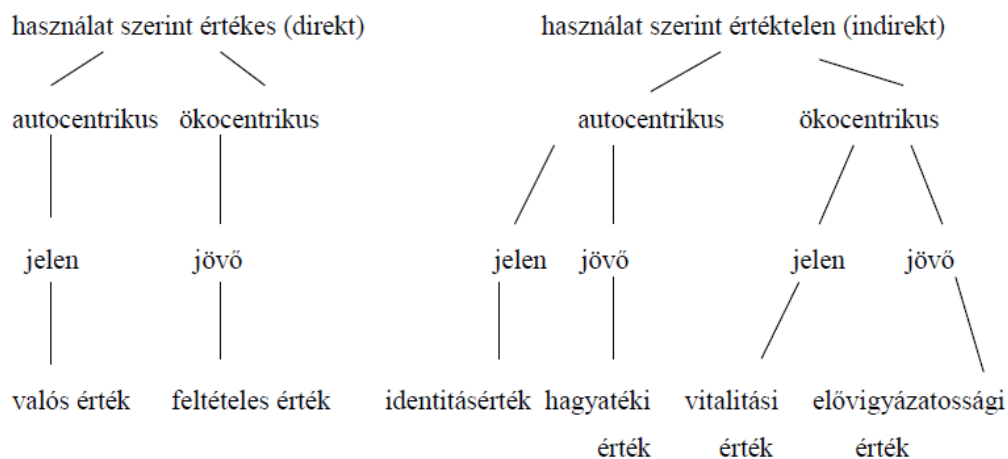 használat szerint értékes (direkt) használat szerint értéktelen (indirekt)
autocentrikus ökocentrikus autocentrikus ökocentrikus
jelen jövő jelen jövő jelen jövő
valós érték feltételes érték identitásérték hagyatéki vitalitási elővigyázatossági
érték érték érték